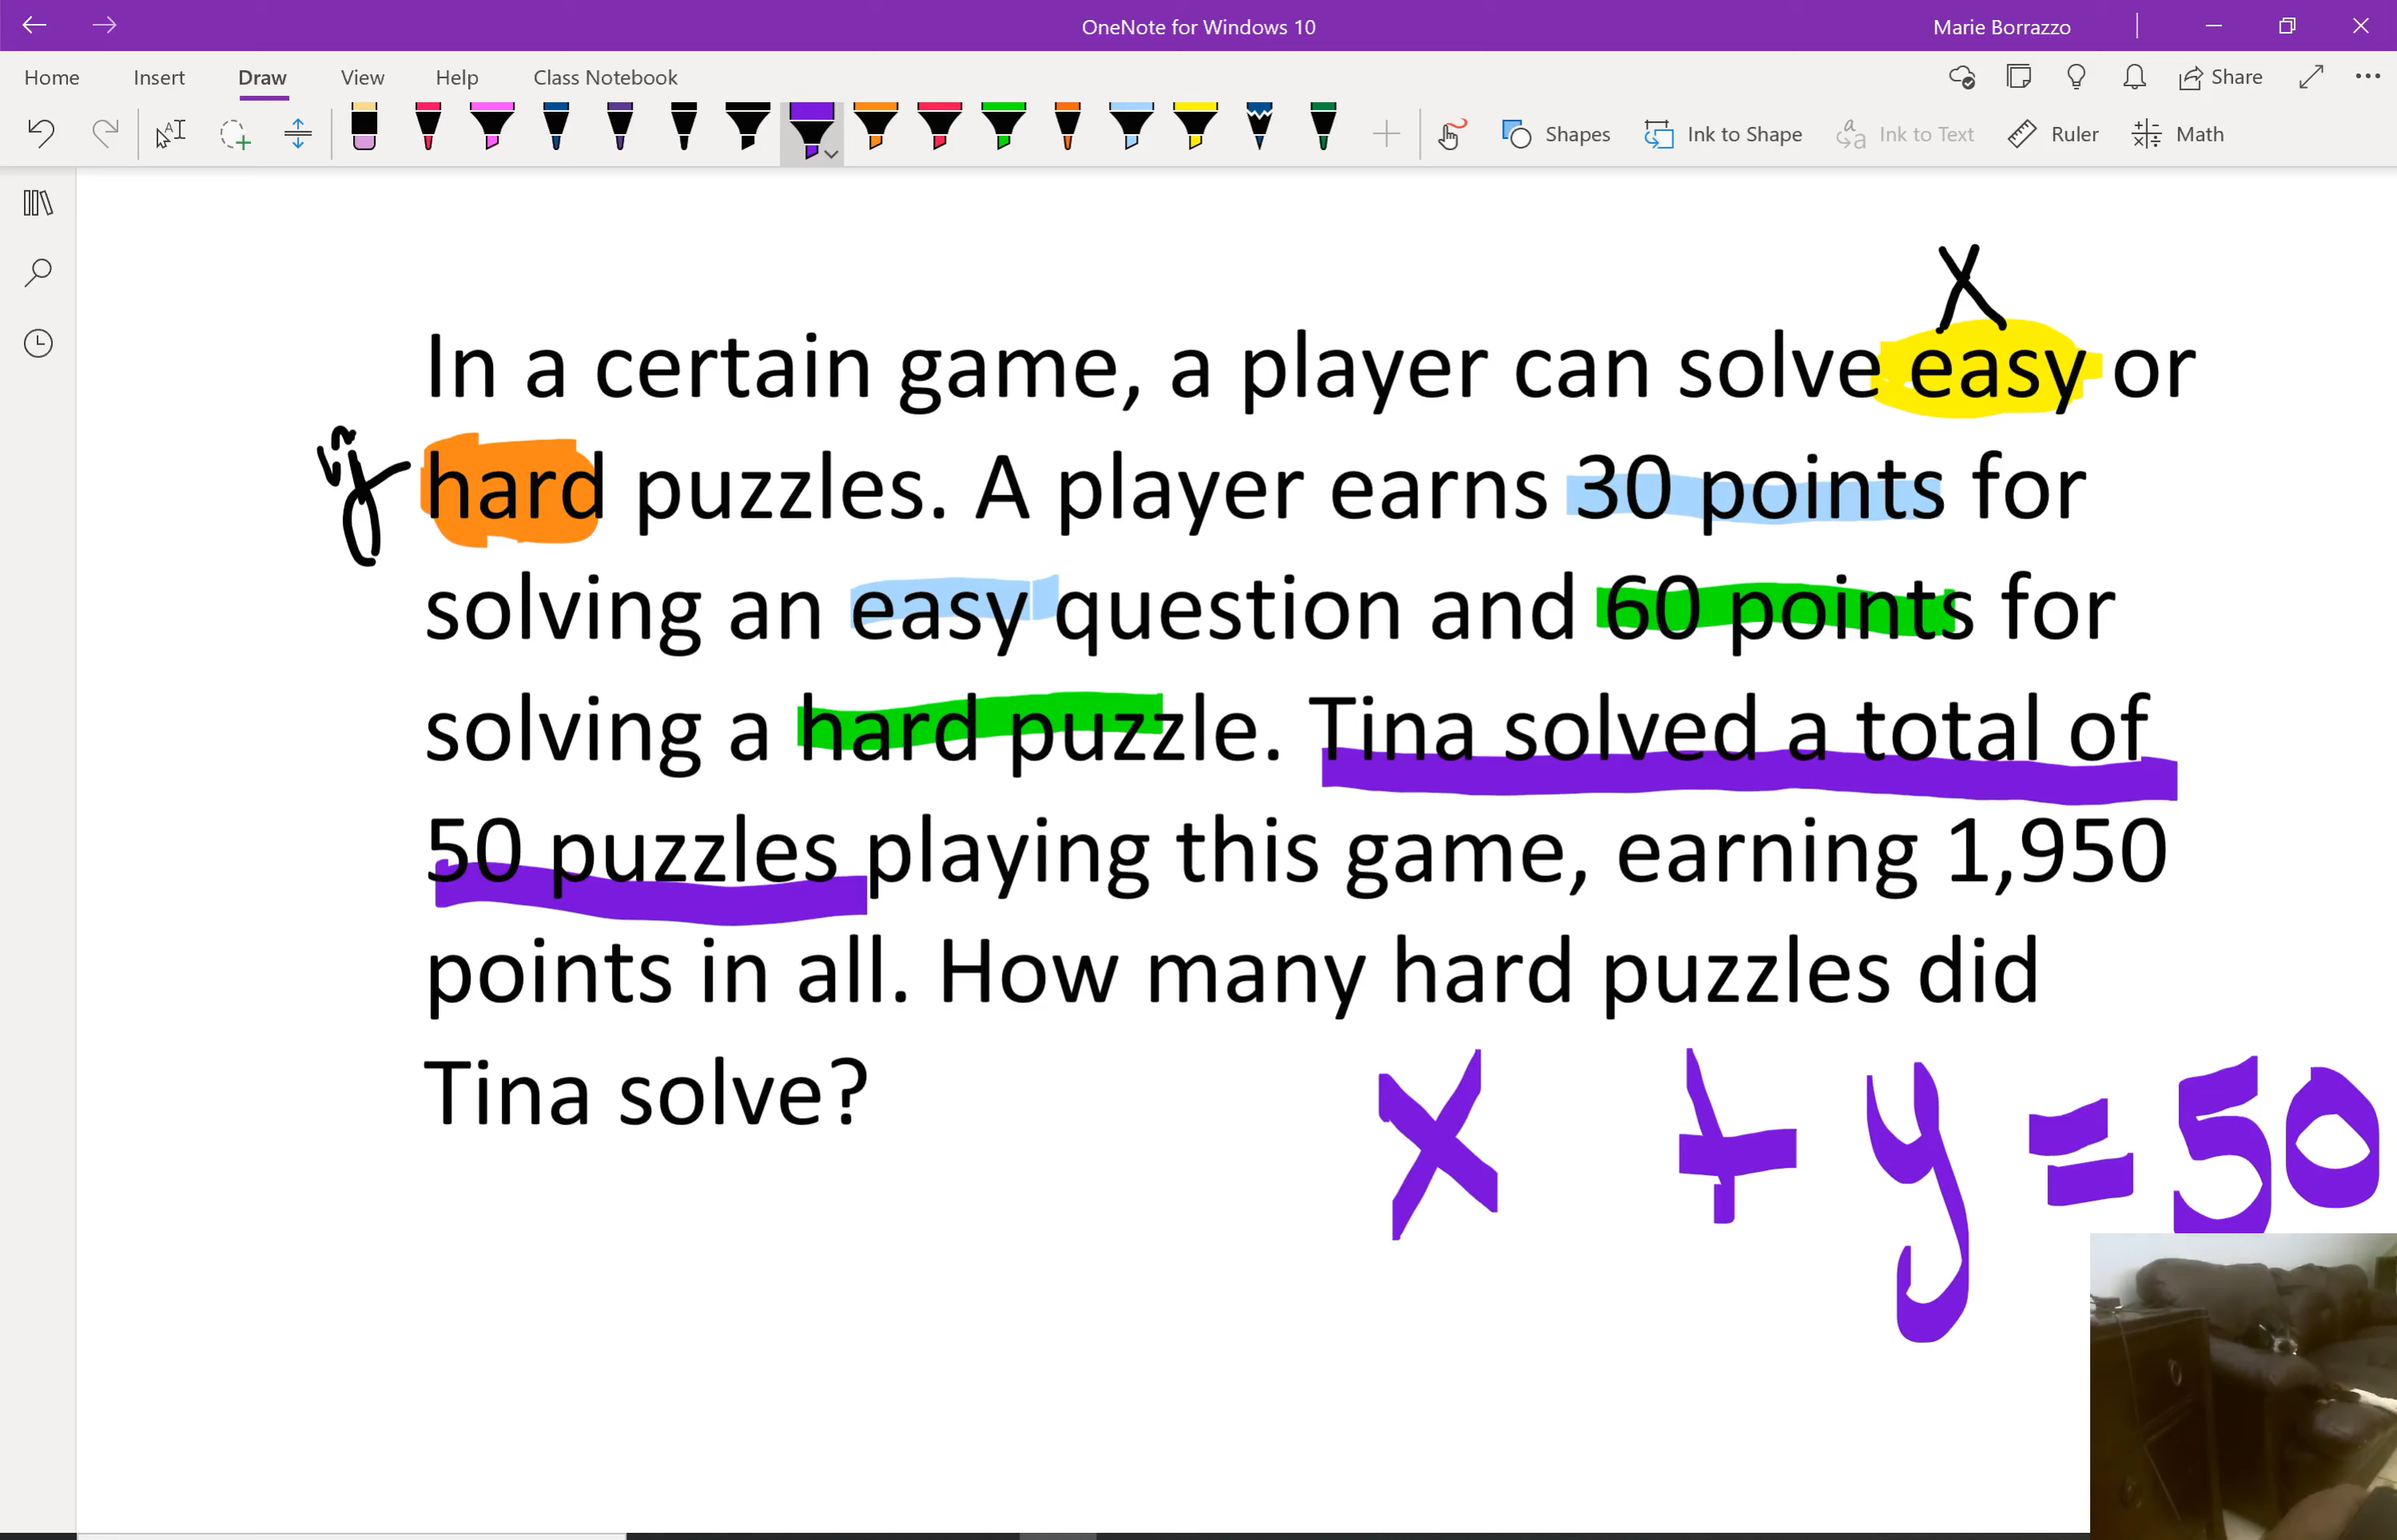 OneNote for Windows 10
Marie Borrazzo
Home Insert Draw View Help Class Notebook
Share
Shapes Ink to Shape Ink to Text Ruler Math
X
In a certain game, a player can solve easy or
y hard puzzles. A player earns 30 points for
solving an easy question and 60 points for
solving a hard puzzle. Tina solved a total of
50 puzzles playing this game, earning 1,950
points in all. How many hard puzzles did
Tina solve?
x + y = 50